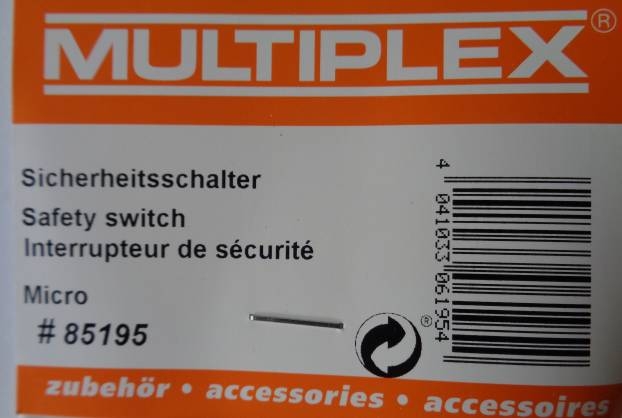 MULTIPLEX®
Sicherheitsschalter
Safety switch
Interrupteur de sécurité
Micro
# 85195
4 041033 061954
®
zubehör • accessories • accessoires